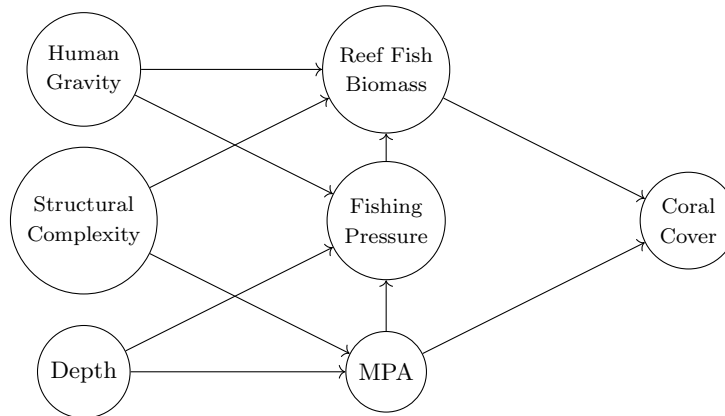 Human
Gravity
Reef Fish
Biomass
Structural
Complexity
Fishing
Pressure
Coral
Cover
Depth
MPA